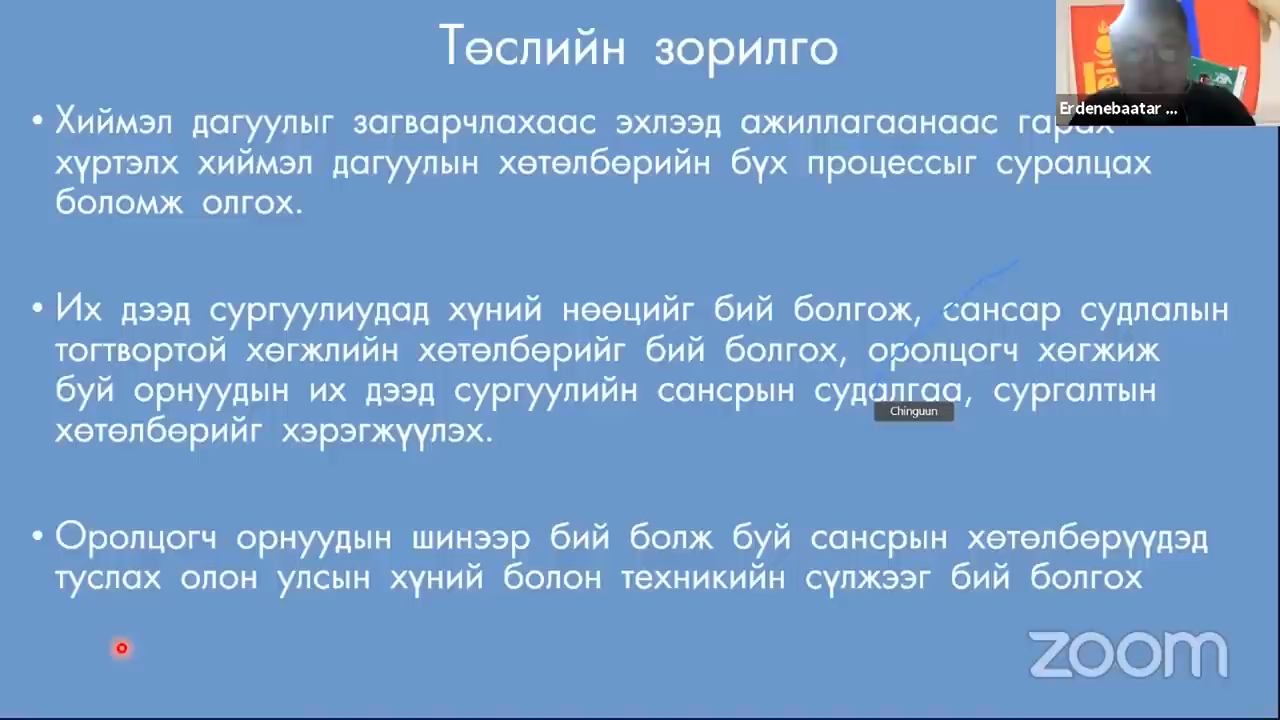 Төслийн зорилго
Erdenebaatar ...
• Хиймэл дагуулыг загварчлахаас эхлээд ажиллагаанаас гарах
хүртэлх хиймэл дагуулын хөтөлбөрийн бүх процессыг суралцах
боломж олгох.
• Их дээд сургуулиудад хүний нөөцийг бий болгож, сансар судлалын
тогтвортой хөгжлийн хөтөлбөрийг бий болгох, оролцогч хөгжиж
буй орнуудын их дээд сургуулийн сансрын судалгаа, сургалтын
Chinguun
хөтөлбөрийг хэрэгжүүлэх.
• Оролцогч орнуудын шинээр бий болж буй сансрын хөтөлбөрүүдэд
туслах олон улсын хүний болон техникийн сүлжээг бий болгох
zoom